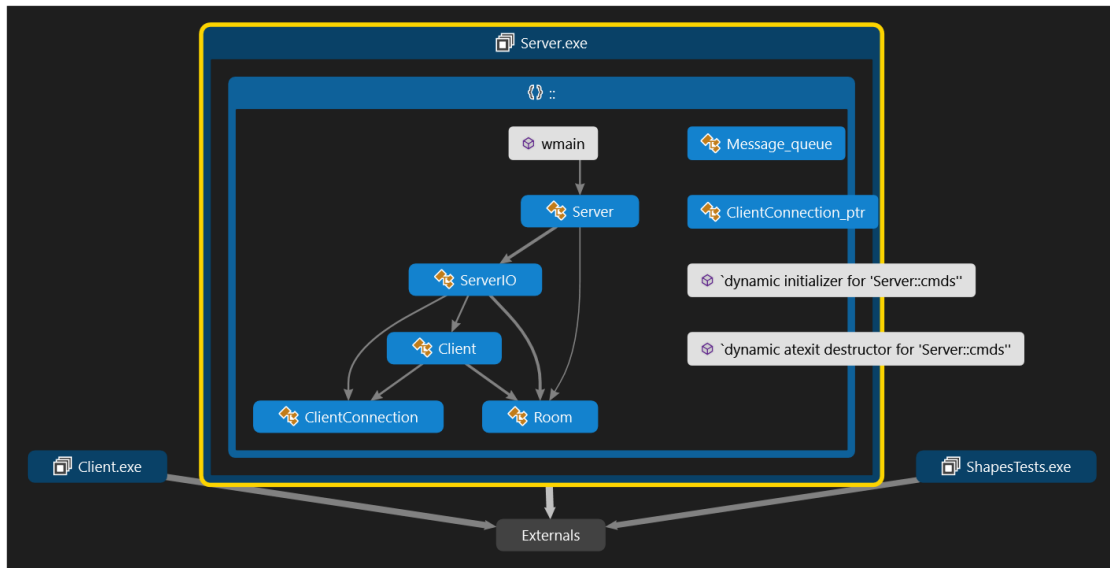 Server.exe
::
wmain
Message_queue
Server
ClientConnection_ptr
ServerIO
`dynamic initializer for 'Server::cmds''
Client
`dynamic atexit destructor for 'Server::cmds''
ClientConnection
Room
Client.exe
ShapesTests.exe
Externals